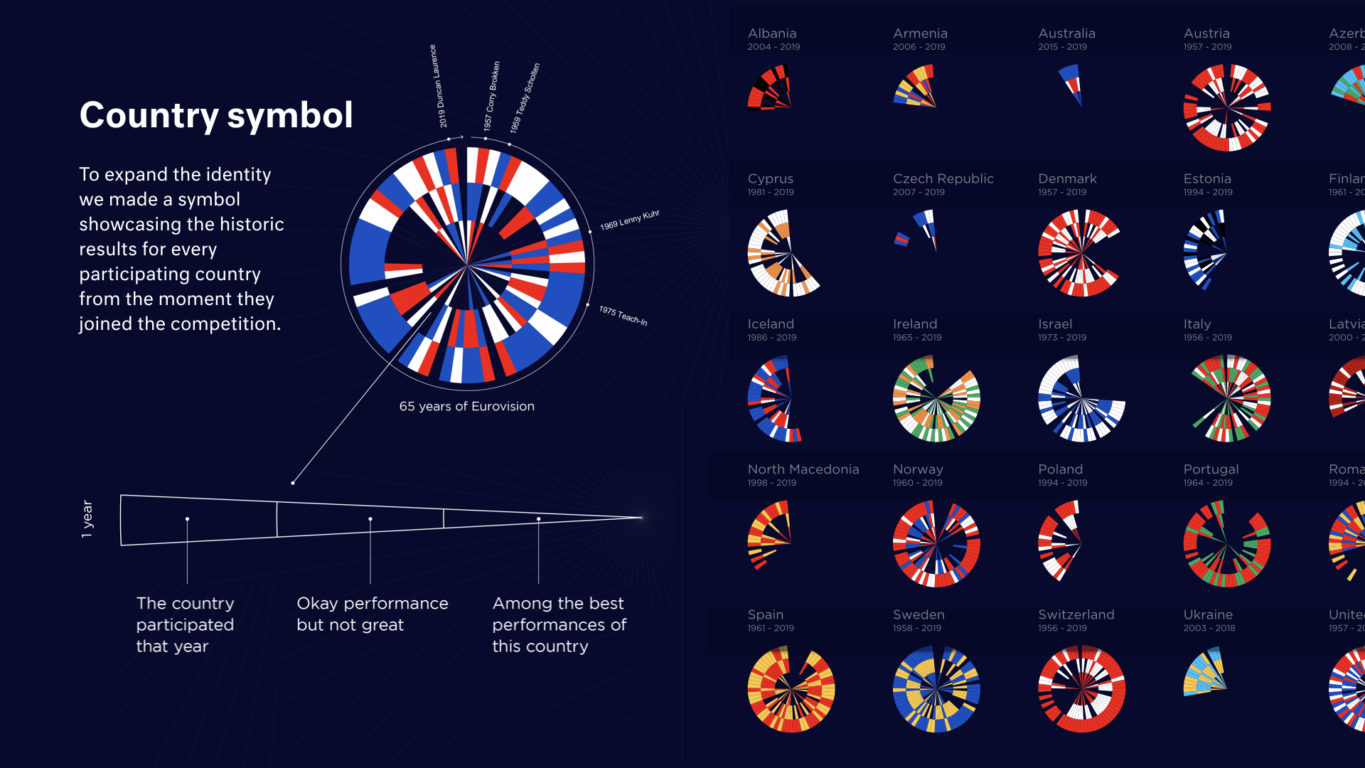 Country symbol
To expand the identity
we made a symbol
showcasing the historic
results for every
participating country
from the moment they
joined the competition.
2019 Duncan Laurence
1957 Corry Brokken
1959 Teddy Scholten
1969 Lenny Kuhr
1975 Teach-In
65 years of Eurovision
1 year
The country
participated
that year
Okay performance
but not great
Among the best
performances of
this country
Albania
2004 - 2019
Armenia
2006 - 2019
Australia
2015 - 2019
Austria
1957 - 2019
Azerb
2008 - 2
Cyprus
1981 - 2019
Czech Republic
2007 - 2019
Denmark
1957 - 2019
Estonia
1994 - 2019
Finlan
1961 - 2
Iceland
1986 - 2019
Ireland
1965 - 2019
Israel
1973 - 2019
Italy
1956 - 2019
Latvia
2000 - 2
North Macedonia
1998 - 2019
Norway
1960 - 2019
Poland
1994 - 2019
Portugal
1964 - 2019
Roma
1994 - 2
Spain
1961 - 2019
Sweden
1958 - 2019
Switzerland
1956 - 2019
Ukraine
2003 - 2018
Unite
1957 - 20